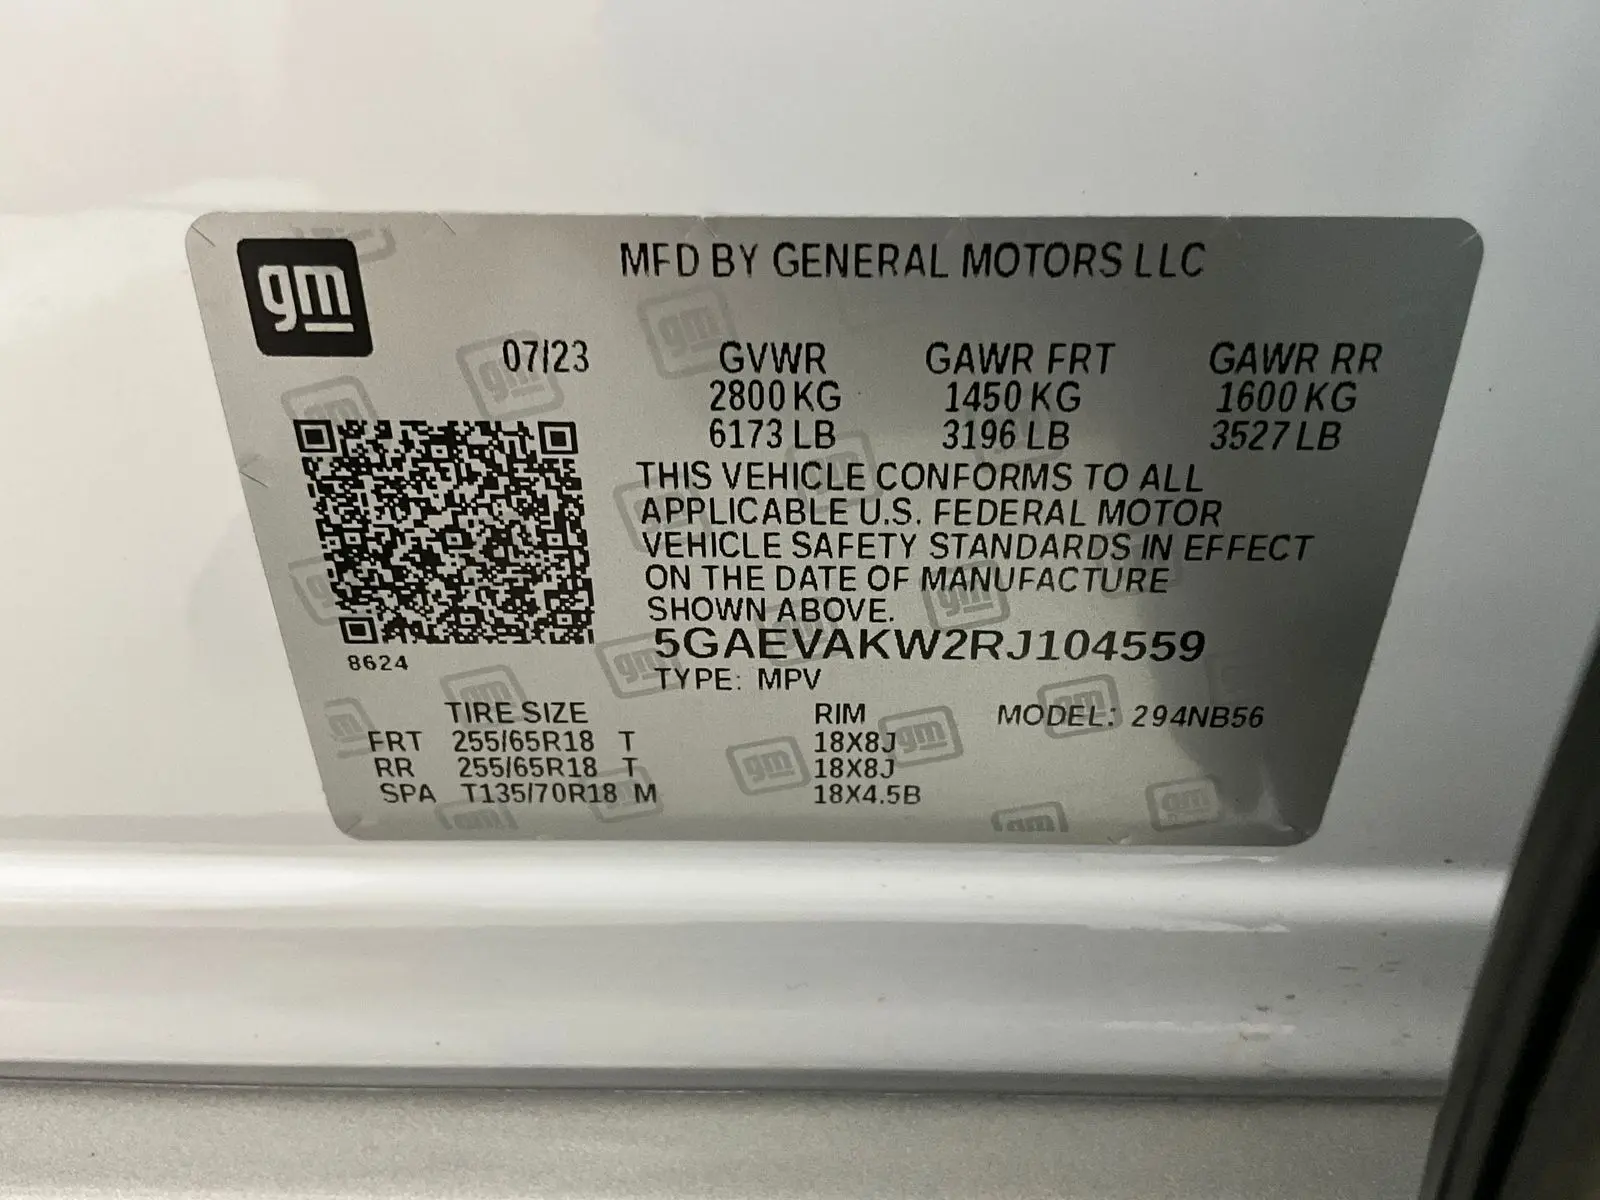 gm
MFD BY GENERAL MOTORS LLC
07/23 GVWR GAWR FRT GAWR RR
2800 KG 1450 KG 1600 KG
6173 LB 3196 LB 3527 LB
THIS VEHICLE CONFORMS TO ALL
APPLICABLE U.S. FEDERAL MOTOR
VEHICLE SAFETY STANDARDS IN EFFECT
ON THE DATE OF MANUFACTURE
SHOWN ABOVE.
5GAEVAKW2RJ104559
8624
TYPE: MPV
TIRE SIZE RIM MODEL: 294NB56
FRT 255/65R18 T 18X8J
RR 255/65R18 T 18X8J
SPA T135/70R18 M 18X4.5B